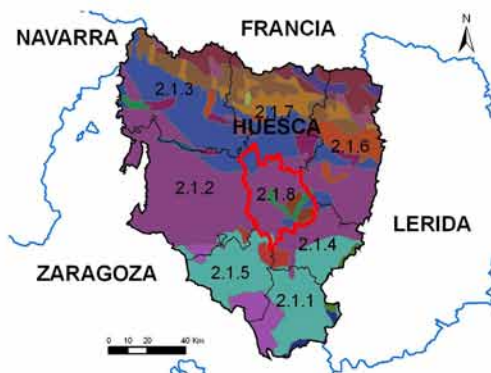 NAVARRA
FRANCIA
N
2.1.3
2.1.7
HUESCA
2.1.6
2.1.2
2.1.8
LERIDA
2.1.4
ZARAGOZA
2.1.5
2.1.1
0 10 20 40 Km